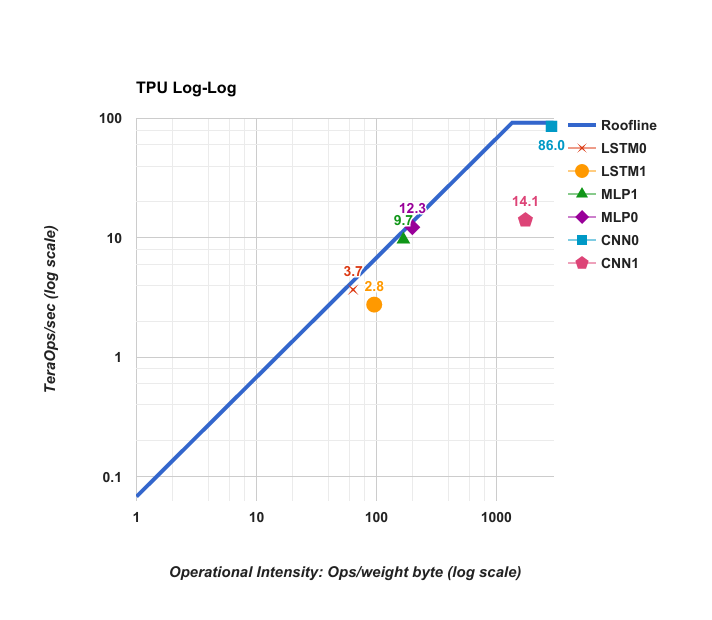 TPU Log-Log
100
10
1
0.1
1
10
100
1000
TeraOps/sec (log scale)
Operational Intensity: Ops/weight byte (log scale)
3.7
2.8
9.7
12.3
86.0
14.1
Roofline
LSTM0
LSTM1
MLP1
MLP0
CNN0
CNN1